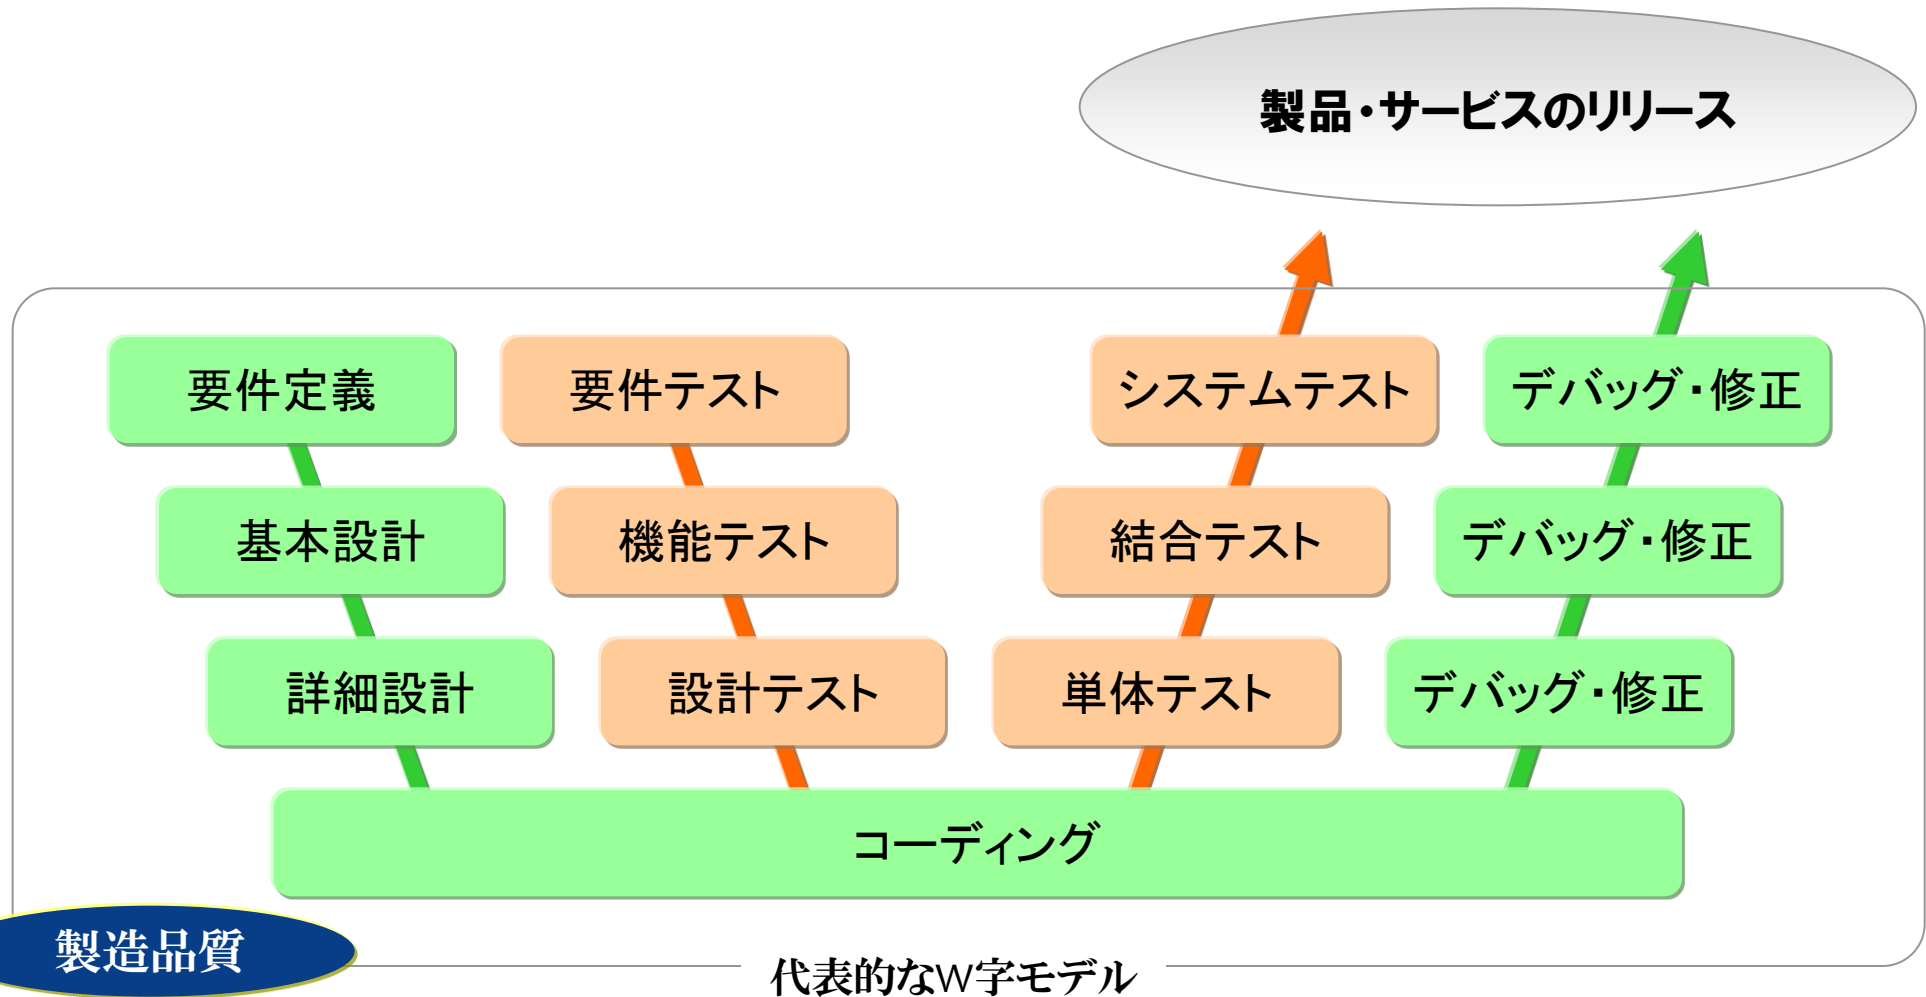 製品・サービスのリリース
要件定義
要件テスト
システムテスト
デバッグ・修正
基本設計
機能テスト
結合テスト
デバッグ・修正
詳細設計
設計テスト
単体テスト
デバッグ・修正
コーディング
製造品質
代表的なW字モデル